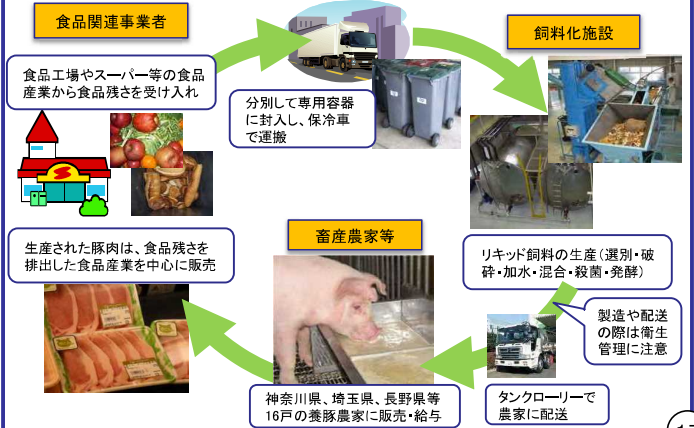 食品関連事業者
食品工場やスーパー等の食品
産業から食品残さを受け入れ
分別して専用容器
に封入し、保冷車
で運搬
飼料化施設
リキッド飼料の生産(選別・破
砕・加水・混合・殺菌・発酵)
製造や配送
の際は衛生
管理に注意
タンクローリーで
農家に配送
畜産農家等
神奈川県、埼玉県、長野県等
16戸の養豚農家に販売・給与
生産された豚肉は、食品残さを
排出した食品産業を中心に販売